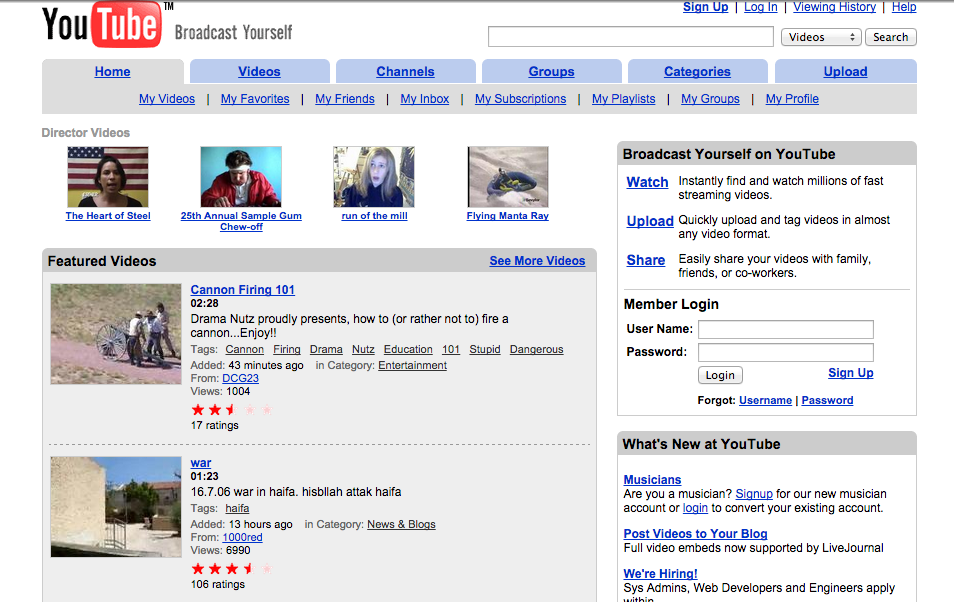 YouTube TM
Broadcast Yourself
Sign Up | Log In | Viewing History | Help
Videos Search
Home Videos Channels Groups Categories Upload
My Videos | My Favorites | My Friends | My Inbox | My Subscriptions | My Playlists | My Groups | My Profile
Director Videos
The Heart of Steel
25th Annual Sample Gum
Chew-off
run of the mill
Flying Manta Ray
Featured Videos See More Videos
Cannon Firing 101
02:28
Drama Nutz proudly presents, how to (or rather not to) fire a
cannon...Enjoy!!
Tags: Cannon Firing Drama Nutz Education 101 Stupid Dangerous
Added: 43 minutes ago in Category: Entertainment
From: DCG23
Views: 1004
17 ratings
war
01:23
16.7.06 war in haifa. hisbllah attak haifa
Tags: haifa
Added: 13 hours ago in Category: News & Blogs
From: 1000red
Views: 6990
106 ratings
Broadcast Yourself on YouTube
Watch Instantly find and watch millions of fast
streaming videos.
Upload Quickly upload and tag videos in almost
any video format.
Share Easily share your videos with family,
friends, or co-workers.
Member Login
User Name:
Password:
Login Sign Up
Forgot: Username | Password
What's New at YouTube
Musicians
Are you a musician? Signup for our new musician
account or login to convert your existing account.
Post Videos to Your Blog
Full video embeds now supported by LiveJournal
We're Hiring!
Sys Admins, Web Developers and Engineers apply
within